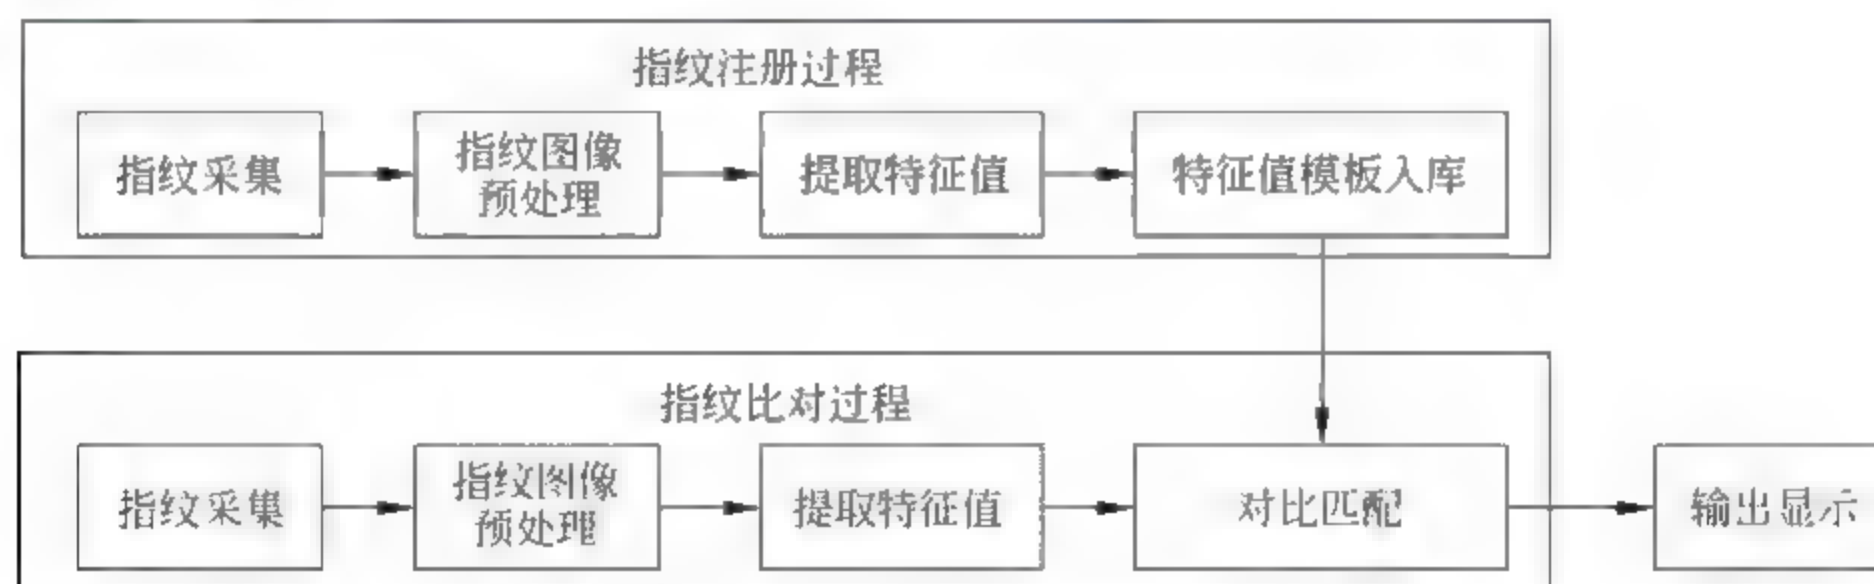 指纹注册过程
指纹采集
指纹图像
预处理
提取特征值
特征值模板入库
指纹比对过程
指纹采集
指纹图像
预处理
提取特征值
对比匹配
输出显示